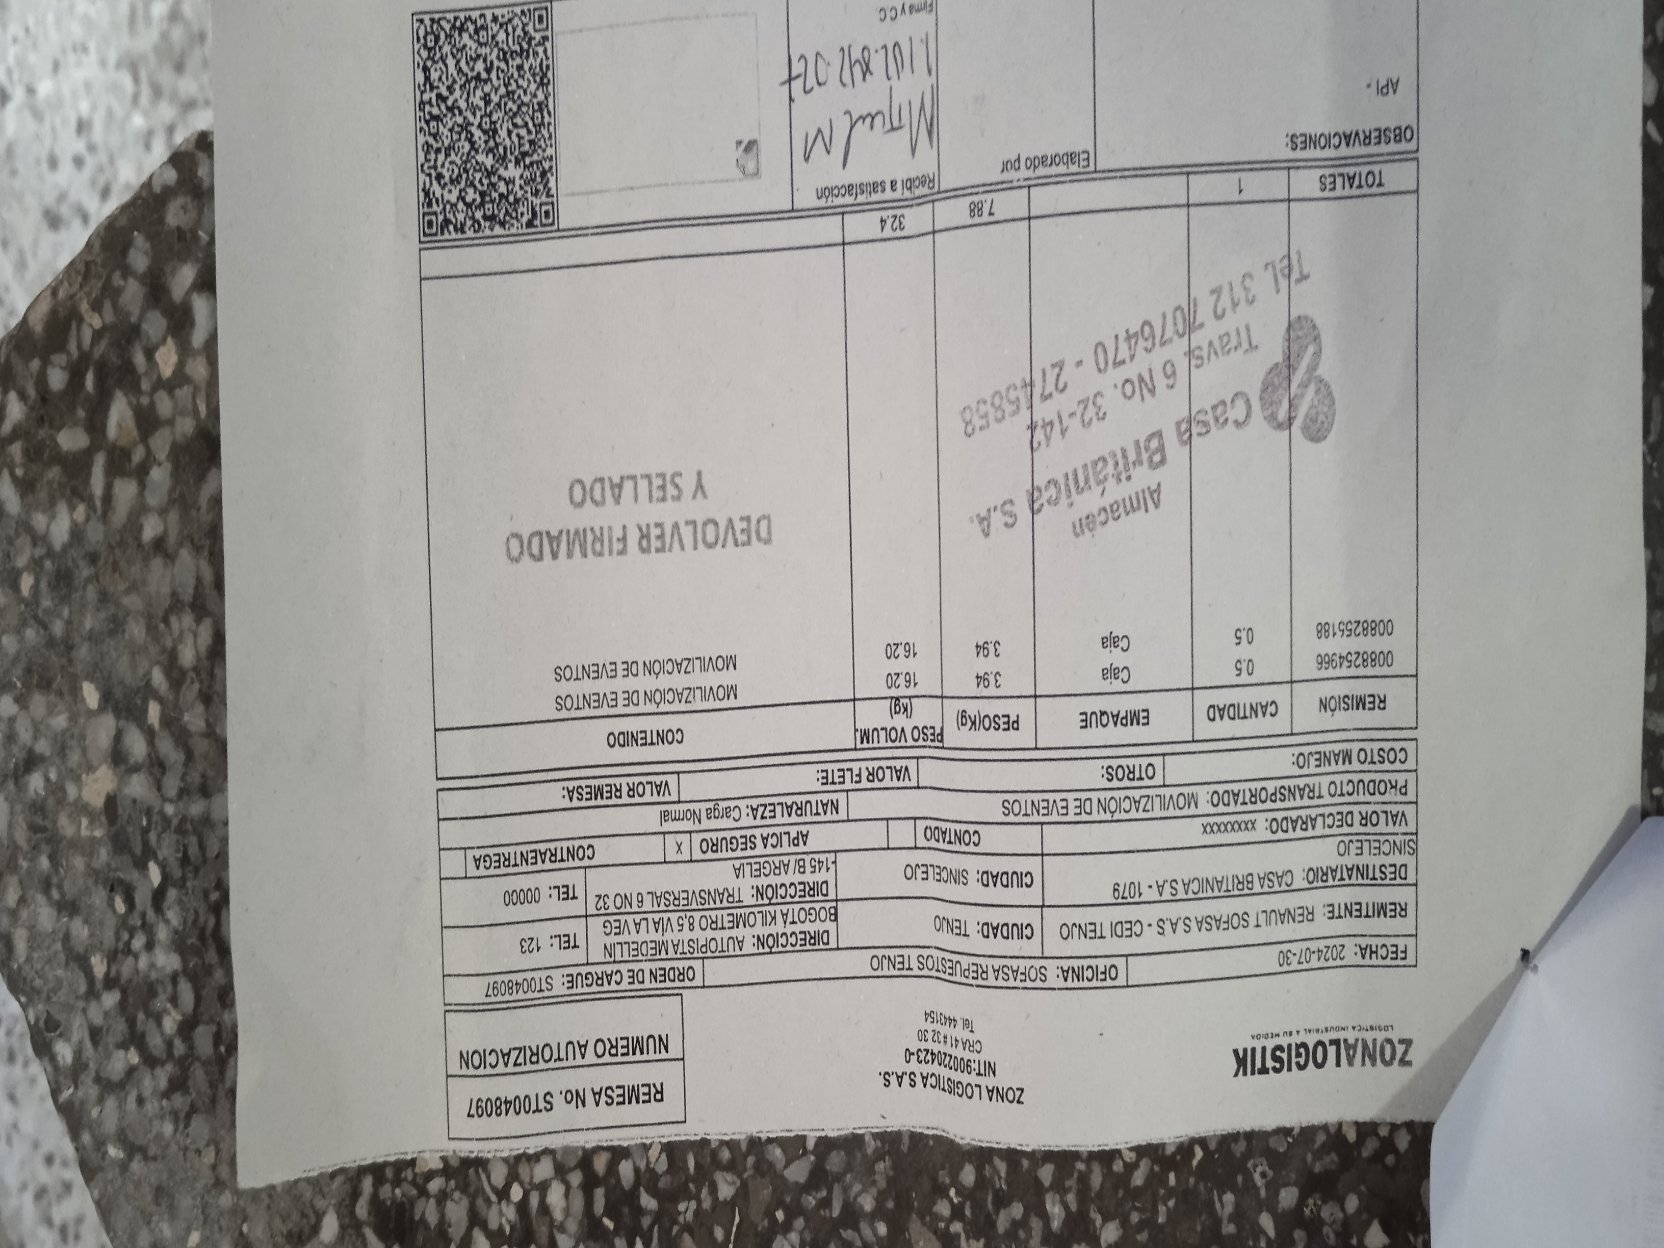 ZONALOGISTIK
LOGISTICA INDUSTRIAL A SU MEDIDA
ZONA LOGISTICA S.A.S.
NIT:900220423-0
CRA 41 # 32 30
Tel. 4443154
REMESA No. ST0048097
NUMERO AUTORIZACION
FECHA: 2024-07-30 OFICINA: SOFASA REPUESTOS TENJO ORDEN DE CARGUE: ST0048097
REMITENTE: RENAULT SOFASA S.A.S - CEDI TENJO CIUDAD: TENJO DIRECCIÓN: AUTOPISTA MEDELLIN TEL: 123
BOGOTA KILOMETRO 8.5 VIA LA VEG
DESTINATARIO: CASA BRITANICA S.A - 1079 CIUDAD: SINCELEJO DIRECCIÓN: TRANSVERSAL 6 NO 32 TEL: 00000
SINCELEJO -145 B/ ARGELIA
VALOR DECLARADO: xxxxxxxx CONTADO APLICA SEGURO X CONTRAENTREGA
PRODUCTO TRANSPORTADO: MOVILIZACIÓN DE EVENTOS NATURALEZA: Carga Normal
COSTO MANEJO: OTROS: VALOR FLETE: VALOR REMESA:
REMISIÓN CANTIDAD EMPAQUE PESO(Kg) PESO VOLUM. (kg) CONTENIDO
0088254966 0.5 Caja 3.94 16.20 MOVILIZACIÓN DE EVENTOS
0088255188 0.5 Caja 3.94 16.20 MOVILIZACIÓN DE EVENTOS
Almacén
Casa Británica S.A.
Travs. 6 No. 32-142
Tel. 312 7076470 - 2745858
DEVOLVER FIRMADO
Y SELLADO
TOTALES 1 7.88 32.4
OBSERVACIONES:
API -
Elaborado por
Recibi a satisfacción
Miguel M
1.102.842.027
Firma y C.C.